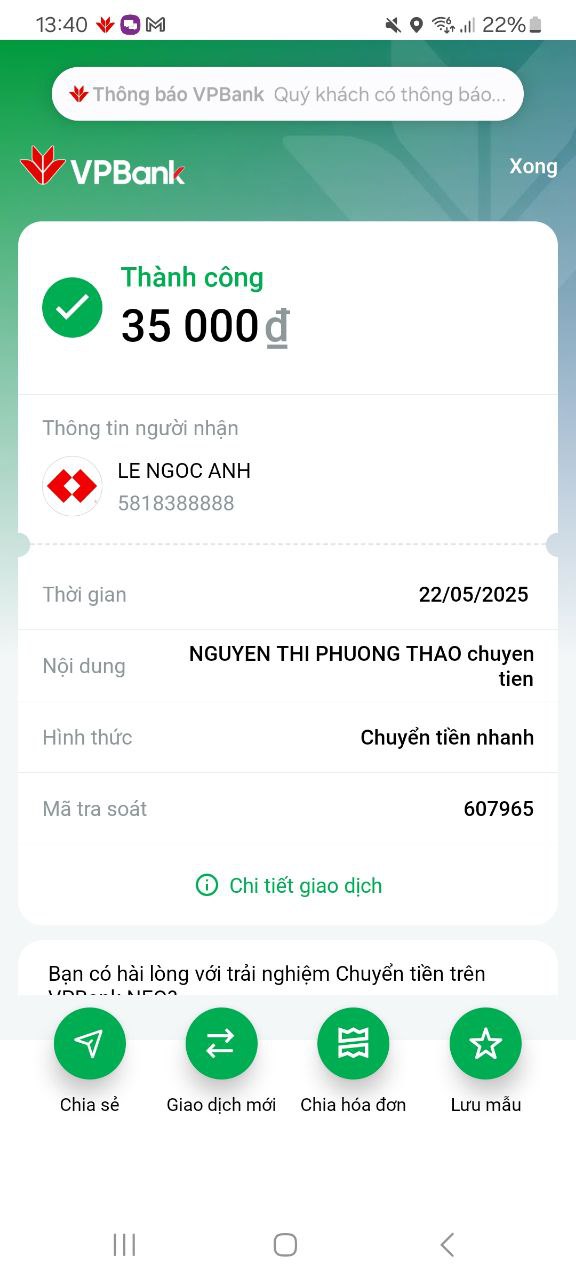 13:40
22%
Thông báo VPBank Quý khách có thông báo...
VPBank
Xong
Thành công
35 000 đ
Thông tin người nhận
LE NGOC ANH
5818388888
Thời gian 22/05/2025
Nội dung NGUYEN THI PHUONG THAO chuyen
tien
Hình thức Chuyển tiền nhanh
Mã tra soát 607965
Chi tiết giao dịch
Bạn có hài lòng với trải nghiệm Chuyển tiền trên
VPBank NEO?
Chia sẻ Giao dịch mới Chia hóa đơn Lưu mẫu